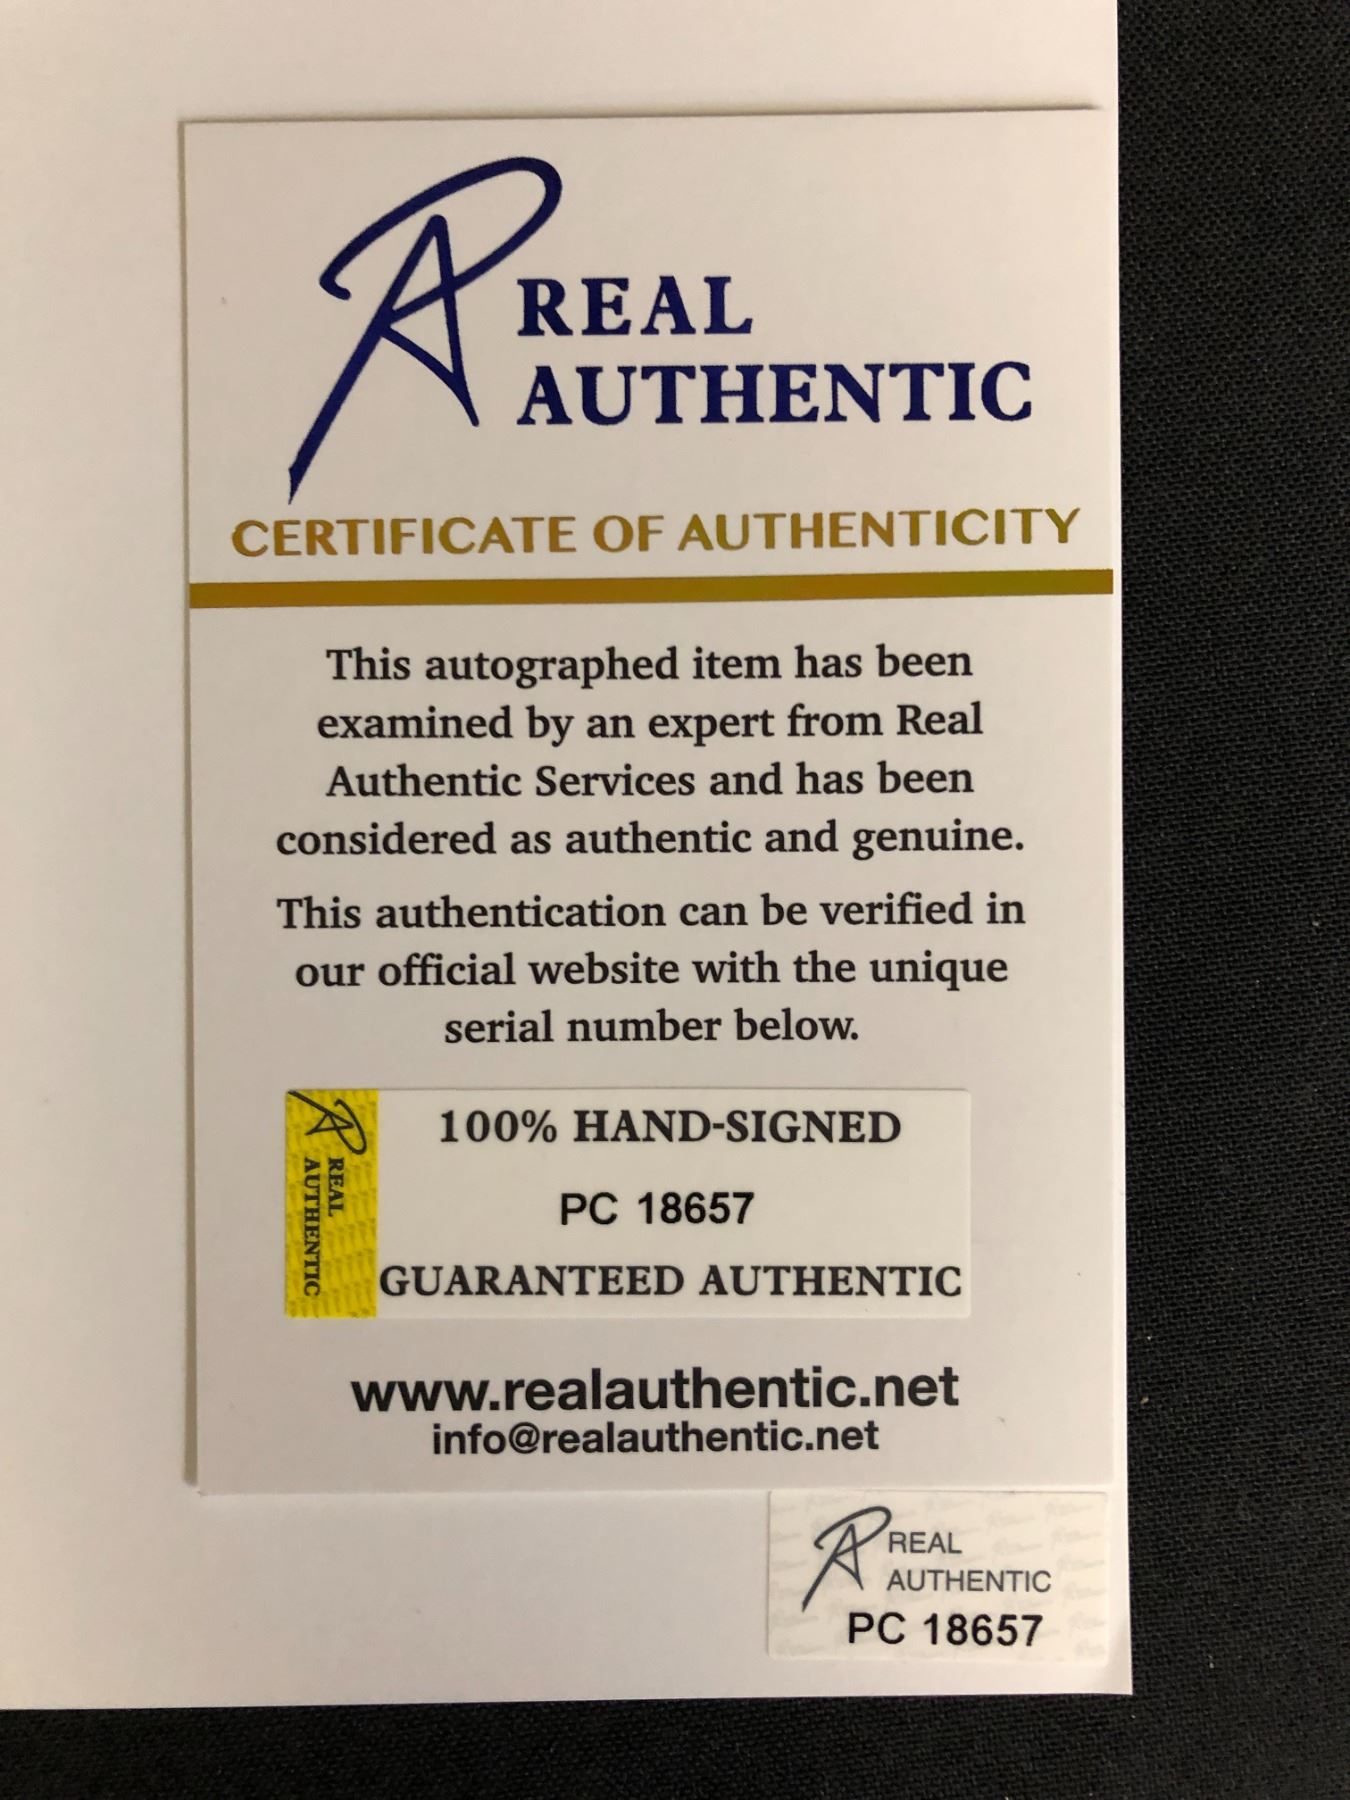 REAL
AUTHENTIC
CERTIFICATE OF AUTHENTICITY
This autographed item has been
examined by an expert from Real
Authentic Services and has been
considered as authentic and genuine.
This authentication can be verified in
our official website with the unique
serial number below.
REAL
AUTHENTIC
100% HAND-SIGNED
PC 18657
GUARANTEED AUTHENTIC
www.realauthentic.net
info@realauthentic.net
REAL
AUTHENTIC
PC 18657